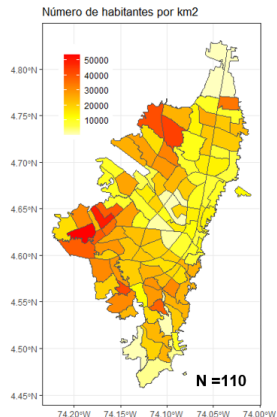 Número de habitantes por km2
50000
40000
30000
20000
10000
4.80°N
4.75°N
4.70°N
4.65°N
4.60°N
4.55°N
4.50°N
4.45°N
N =110
74.20°W 74.15°W 74.10°W 74.05°W 74.00°W